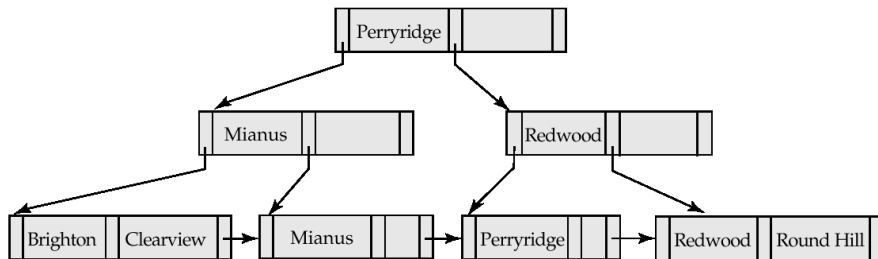 Perryridge
Mianus Redwood
Brighton Clearview Mianus Perryridge Redwood Round Hill